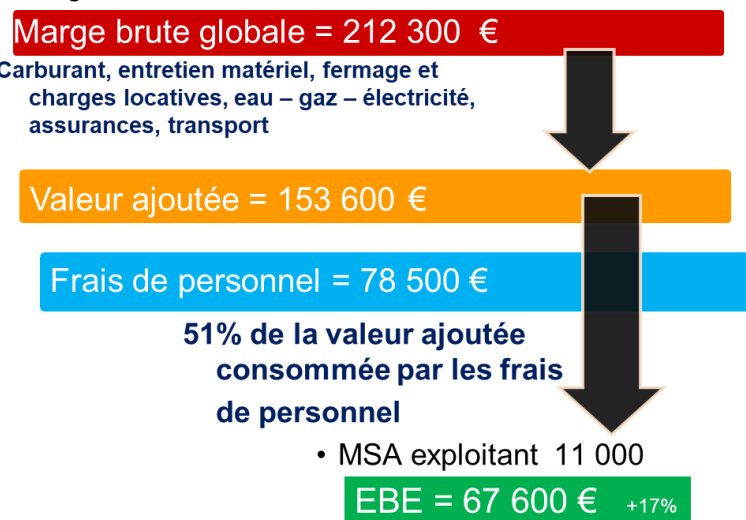 Marge brute globale = 212 300 €
Carburant, entretien matériel, fermage et
charges locatives, eau – gaz – électricité,
assurances, transport
Valeur ajoutée = 153 600 €
Frais de personnel = 78 500 €
51% de la valeur ajoutée
consommée par les frais
de personnel
• MSA exploitant 11 000
EBE = 67 600 € +17%